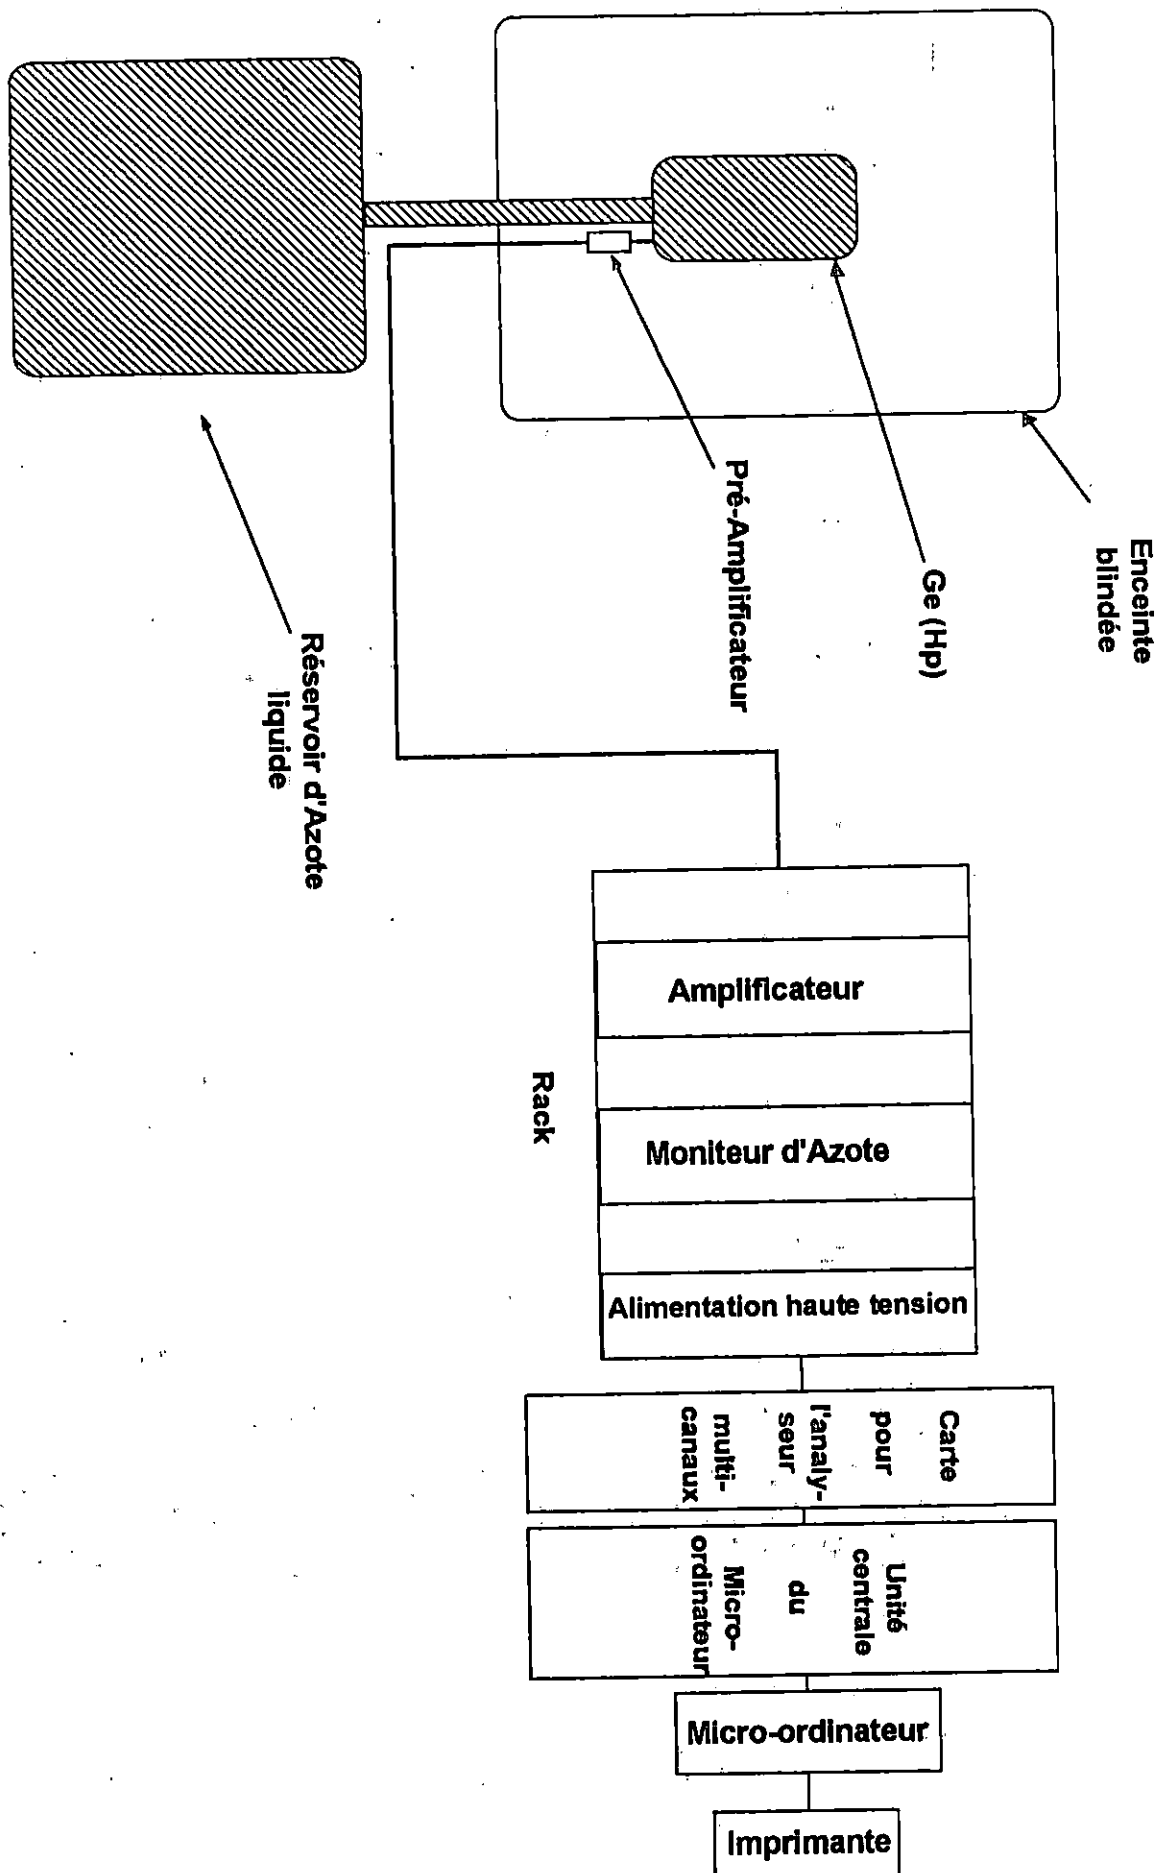 Enceinte
blindée
Ge (Hp)
Pré-Amplificateur
Réservoir d'Azote
liquide
Rack
Amplificateur
Moniteur d'Azote
Alimentation haute tension
Carte
pour
l'analy-
seur
multi-
canaux
Unité
centrale
du
Micro-
ordinateur
Micro-ordinateur
Imprimante